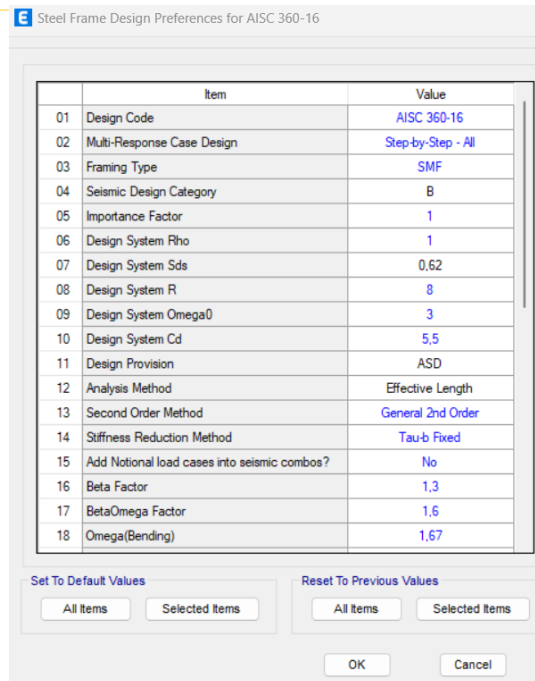 E Steel Frame Design Preferences for AISC 360-16
Item Value
01 Design Code AISC 360-16
02 Multi-Response Case Design Step-by-Step - All
03 Framing Type SMF
04 Seismic Design Category B
05 Importance Factor 1
06 Design System Rho 1
07 Design System Sds 0,62
08 Design System R 8
09 Design System Omega0 3
10 Design System Cd 5,5
11 Design Provision ASD
12 Analysis Method Effective Length
13 Second Order Method General 2nd Order
14 Stiffness Reduction Method Tau-b Fixed
15 Add Notional load cases into seismic combos? No
16 Beta Factor 1,3
17 BetaOmega Factor 1,6
18 Omega(Bending) 1,67
Set To Default Values Reset To Previous Values
All Items Selected Items All Items Selected Items
OK Cancel